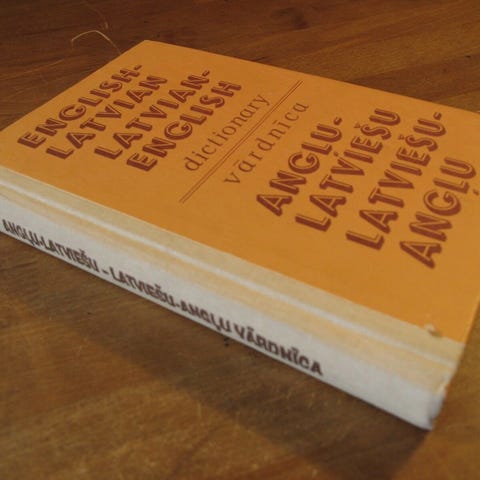 ENGLISH-
LATVIAN
LATVIAN-
ENGLISH
dictionary
vārdnīca
ANGĻU-
LATVIEŠU
LATVIEŠU-
ANGĻU
ANGĻU-LATVIEŠU - LATVIEŠU-ANGĻU VĀRDNĪCA